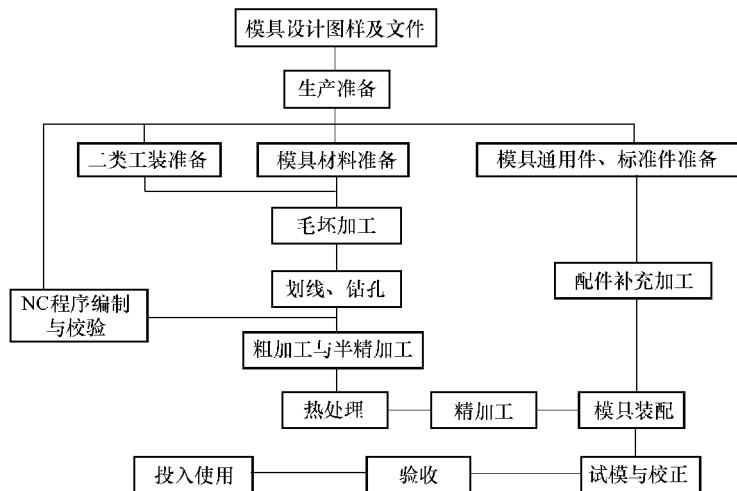 模具设计图样及文件
生产准备
二类工装准备
模具材料准备
模具通用件、标准件准备
毛坯加工
配件补充加工
划线、钻孔
NC程序编制
与校验
粗加工与半精加工
热处理
精加工
模具装配
投入使用
验收
试模与校正